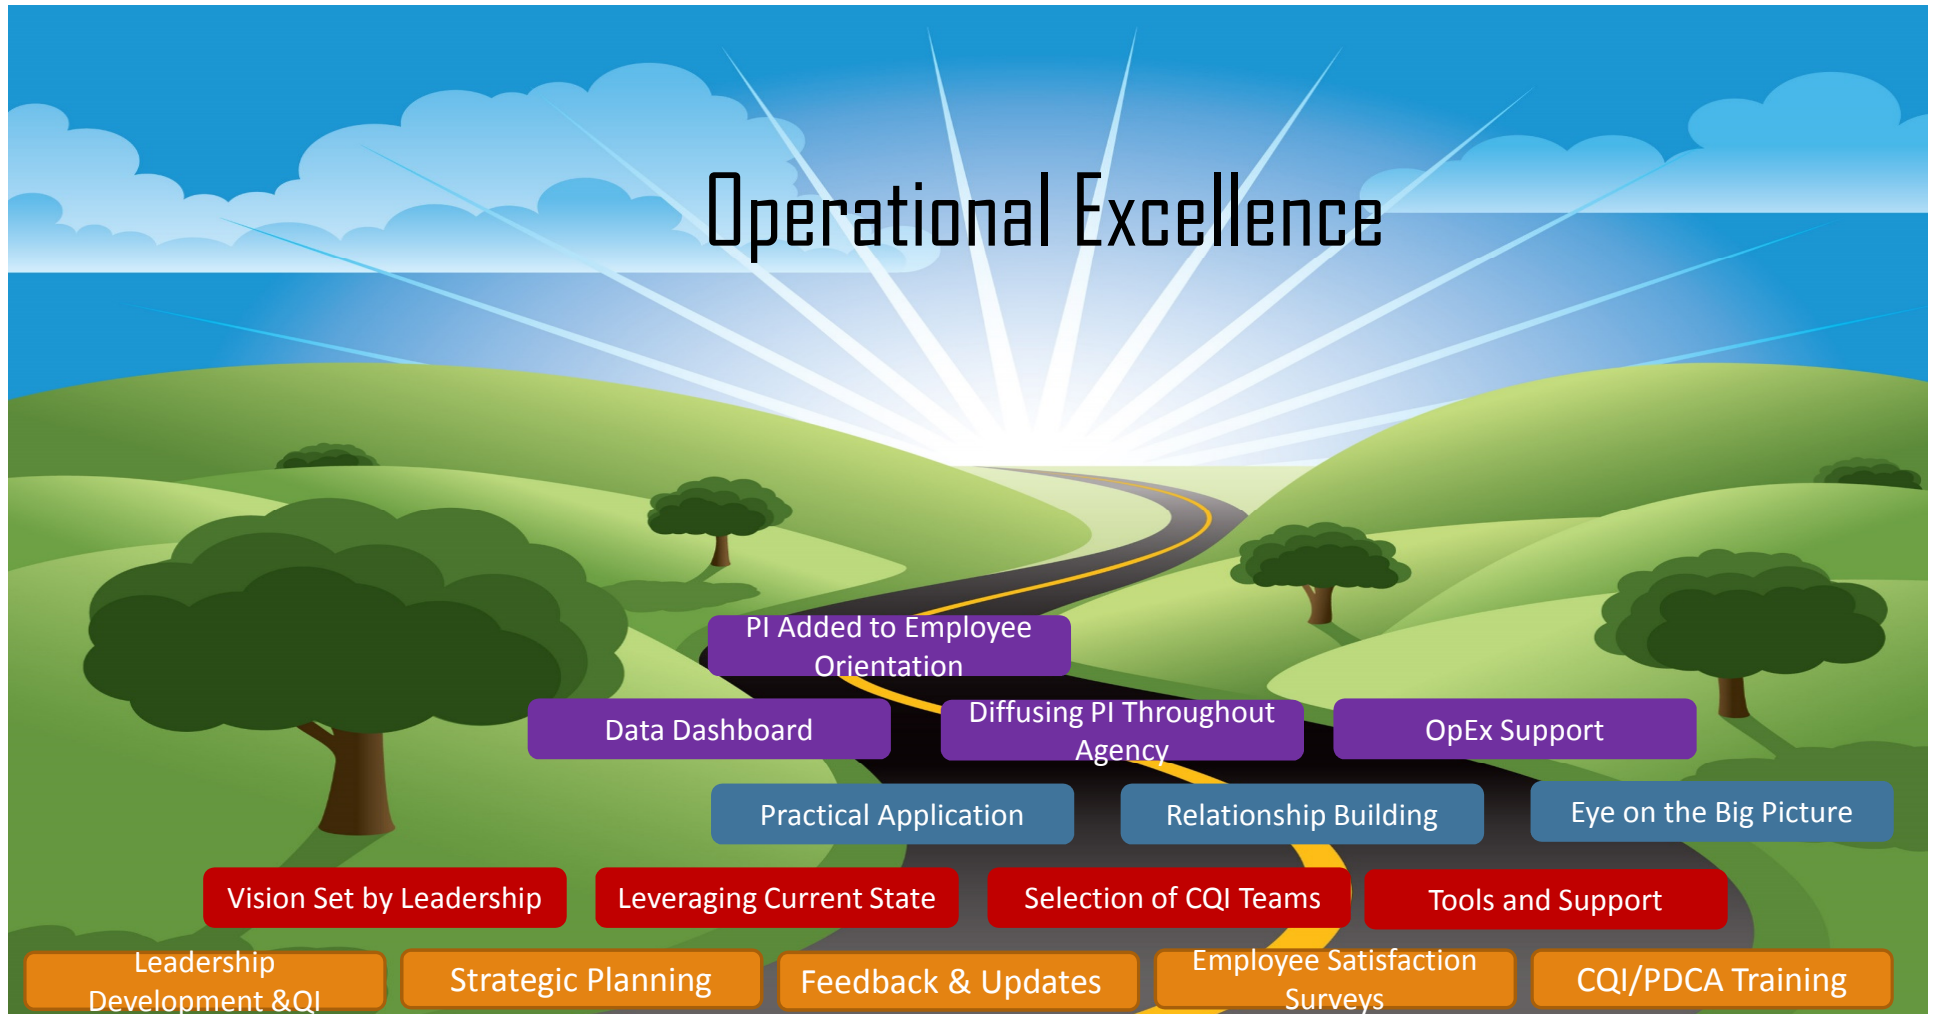 Operational Excellence
PI Added to Employee
Orientation
Data Dashboard
Diffusing PI Throughout
Agency
OpEx Support
Practical Application
Relationship Building
Eye on the Big Picture
Vision Set by Leadership
Leveraging Current State
Selection of CQI Teams
Tools and Support
Leadership
Development &QI
Strategic Planning
Feedback & Updates
Employee Satisfaction
Surveys
CQI/PDCA Training